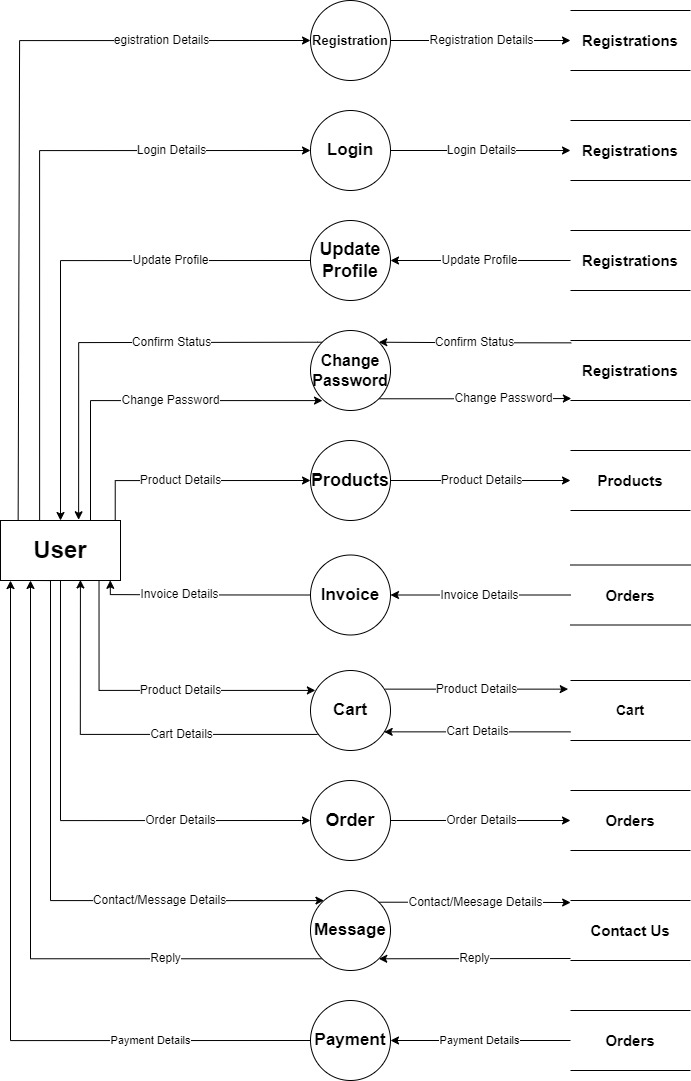 egistration Details
Registration
Registration Details
Registrations
Login Details
Login
Login Details
Registrations
Update Profile
Update
Profile
Update Profile
Registrations
Confirm Status
Change
Password
Confirm Status
Registrations
Change Password
Change Password
Product Details
Products
Product Details
Products
User
Invoice Details
Invoice
Invoice Details
Orders
Product Details
Cart
Product Details
Cart
Cart Details
Cart Details
Order Details
Order
Order Details
Orders
Contact/Message Details
Message
Contact/Meesage Details
Contact Us
Reply
Reply
Payment Details
Payment
Payment Details
Orders